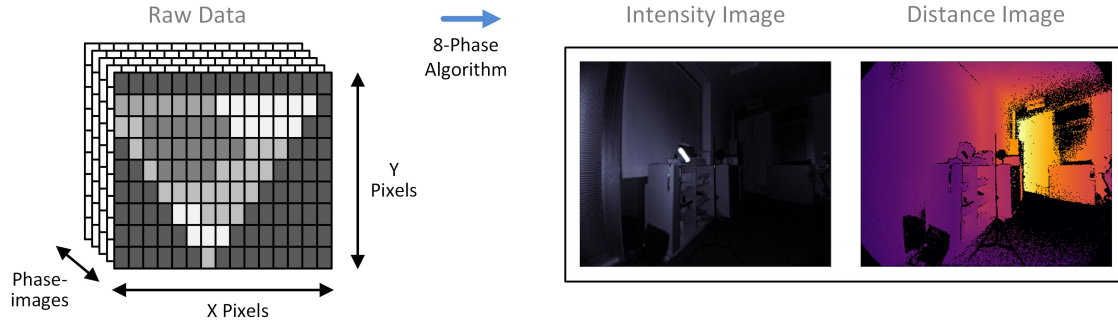 Raw Data
8-Phase
Algorithm
Intensity Image
Distance Image
Y
Pixels
Phase-
images
X Pixels